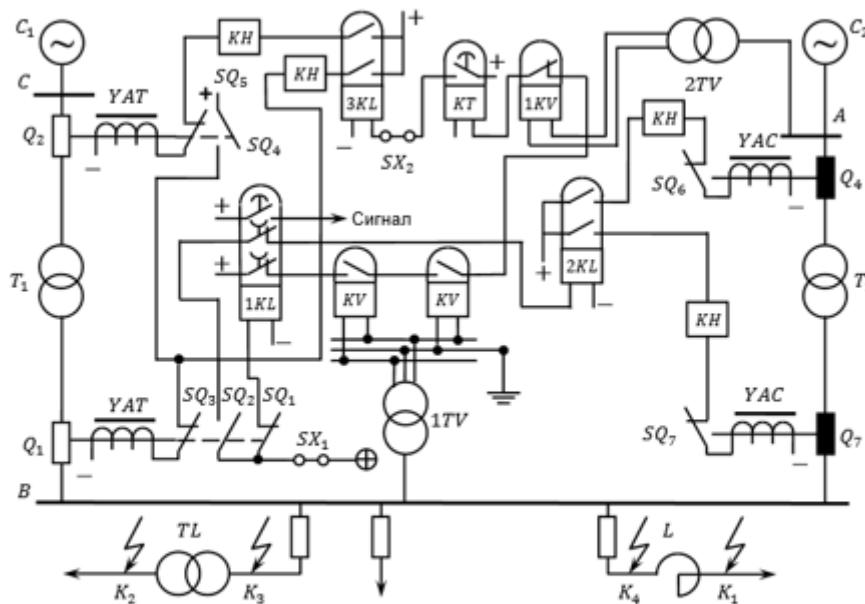 C₁
KH
+
C₂
C
YAT
+
SQ₅
KH
3KL
KT
+
1KV
2TV
A
Q₂
SQ₄
SX₂
KH
YAC
SQ₆
Q₄
+
Сигнал
T₁
+
1KL
KV
KV
+
2KL
T
KH
YAT
SQ₃
SQ₂
SQ₁
1TV
YAC
Q₁
SX₁
SQ₇
Q₇
B
TL
L
K₂
K₃
K₄
K₁